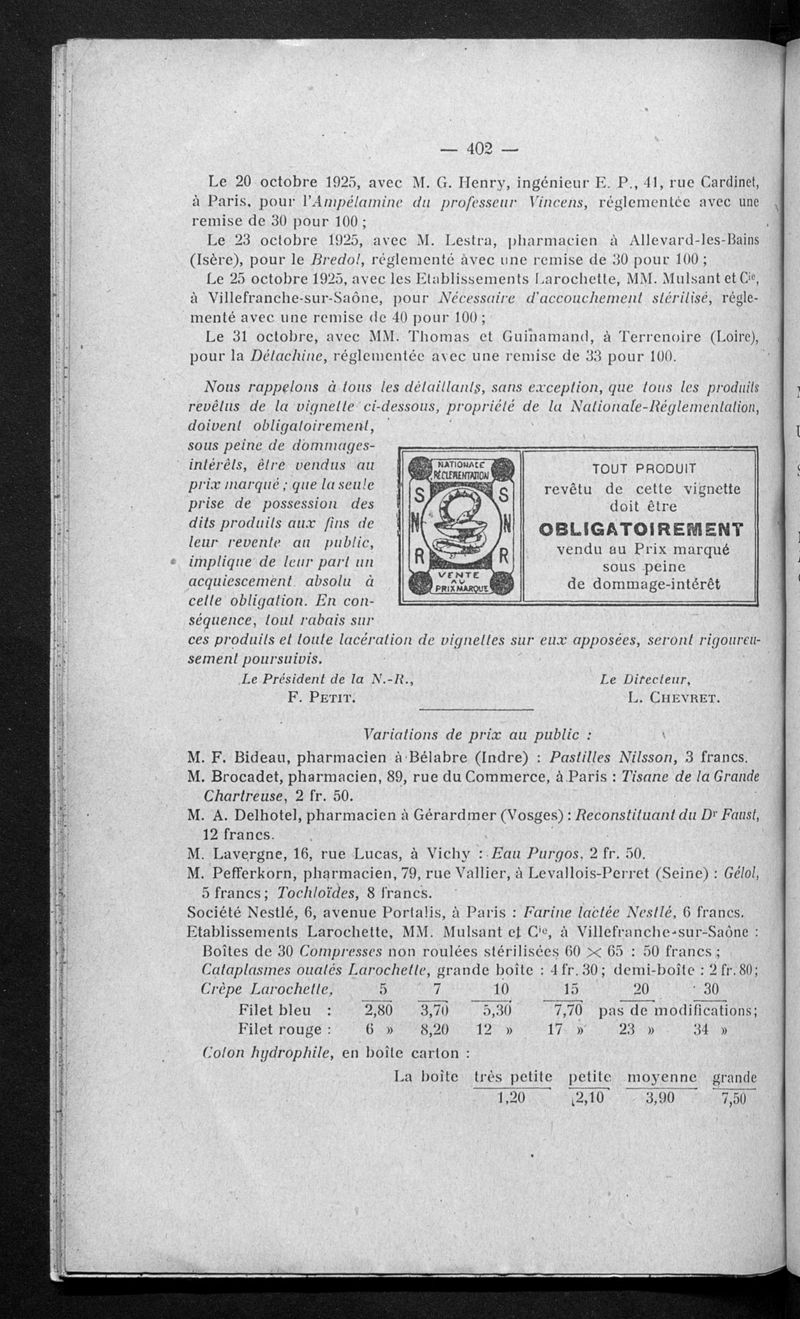 — 402 —
Le 20 octobre 1925, avec M. G. Henry, ingénieur E. P., 41, rue Cardinet,
à Paris, pour l'Ampélamine du professeur Vincens, réglementée avec une
remise de 30 pour 100 ;
Le 23 octobre 1925, avec M. Lestra, pharmacien à Allevard-les-Bains
(Isère), pour le Bredol, réglementé avec une remise de 30 pour 100 ;
Le 25 octobre 1925, avec les Etablissements Larochette, MM. Mulsant et Cie,
à Villefranche-sur-Saône, pour Nécessaire d'accouchement stérilisé, régle-
menté avec une remise de 40 pour 100 ;
Le 31 octobre, avec MM. Thomas et Guinamand, à Terrenoire (Loire),
pour la Détachine, réglementée avec une remise de 33 pour 100.
Nous rappelons à tous les détaillants, sans exception, que tous les produits
revêtus de la vignette ci-dessous, propriété de la Nationale-Réglementation,
doivent obligatoirement,
sous peine de dommages-
intérêts, être vendus au
prix marqué ; que la seule
prise de possession des
dits produits aux fins de
leur revente au public,
implique de leur part un
acquiescement absolu à
cette obligation. En con-
séquence, tout rabais sur
NATIONALE
RÉGLEMENTATION
S S
N N
R R
VENTE
AU
PRIX MARQUE
TOUT PRODUIT
revêtu de cette vignette
doit être
OBLIGATOIREMENT
vendu au Prix marqué
sous peine
de dommage-intérêt
ces produits et toute lacération de vignettes sur eux apposées, seront rigoureu-
sement poursuivis.
Le Président de la N.-R., Le Directeur,
F. PETIT. L. CHEVRET.
Variations de prix au public :
M. F. Bideau, pharmacien à Bélabre (Indre) : Pastilles Nilsson, 3 francs.
M. Brocadet, pharmacien, 89, rue du Commerce, à Paris : Tisane de la Grande
Chartreuse, 2 fr. 50.
M. A. Delhotel, pharmacien à Gérardmer (Vosges) : Reconstituant du Dr Faust,
12 francs.
M. Lavergne, 16, rue Lucas, à Vichy : Eau Purgos, 2 fr. 50.
M. Pefferkorn, pharmacien, 79, rue Vallier, à Levallois-Perret (Seine) : Gélol,
5 francs ; Tochloïdes, 8 francs.
Société Nestlé, 6, avenue Portalis, à Paris : Farine lactée Nestlé, 6 francs.
Etablissements Larochette, MM. Mulsant et Cie, à Villefranche-sur-Saône :
Boîtes de 30 Compresses non roulées stérilisées 60 × 65 : 50 francs ;
Cataplasmes ouatés Larochette, grande boîte : 4 fr. 30 ; demi-boîte : 2 fr. 80 ;
Crêpe Larochette, 5 7 10 15 20 30
Filet bleu : 2,80 3,70 5,30 7,70 pas de modifications ;
Filet rouge : 6 » 8,20 12 » 17 » 23 » 34 »
Coton hydrophile, en boîte carton :
La boîte très petite petite moyenne grande
1,20 2,10 3,90 7,50